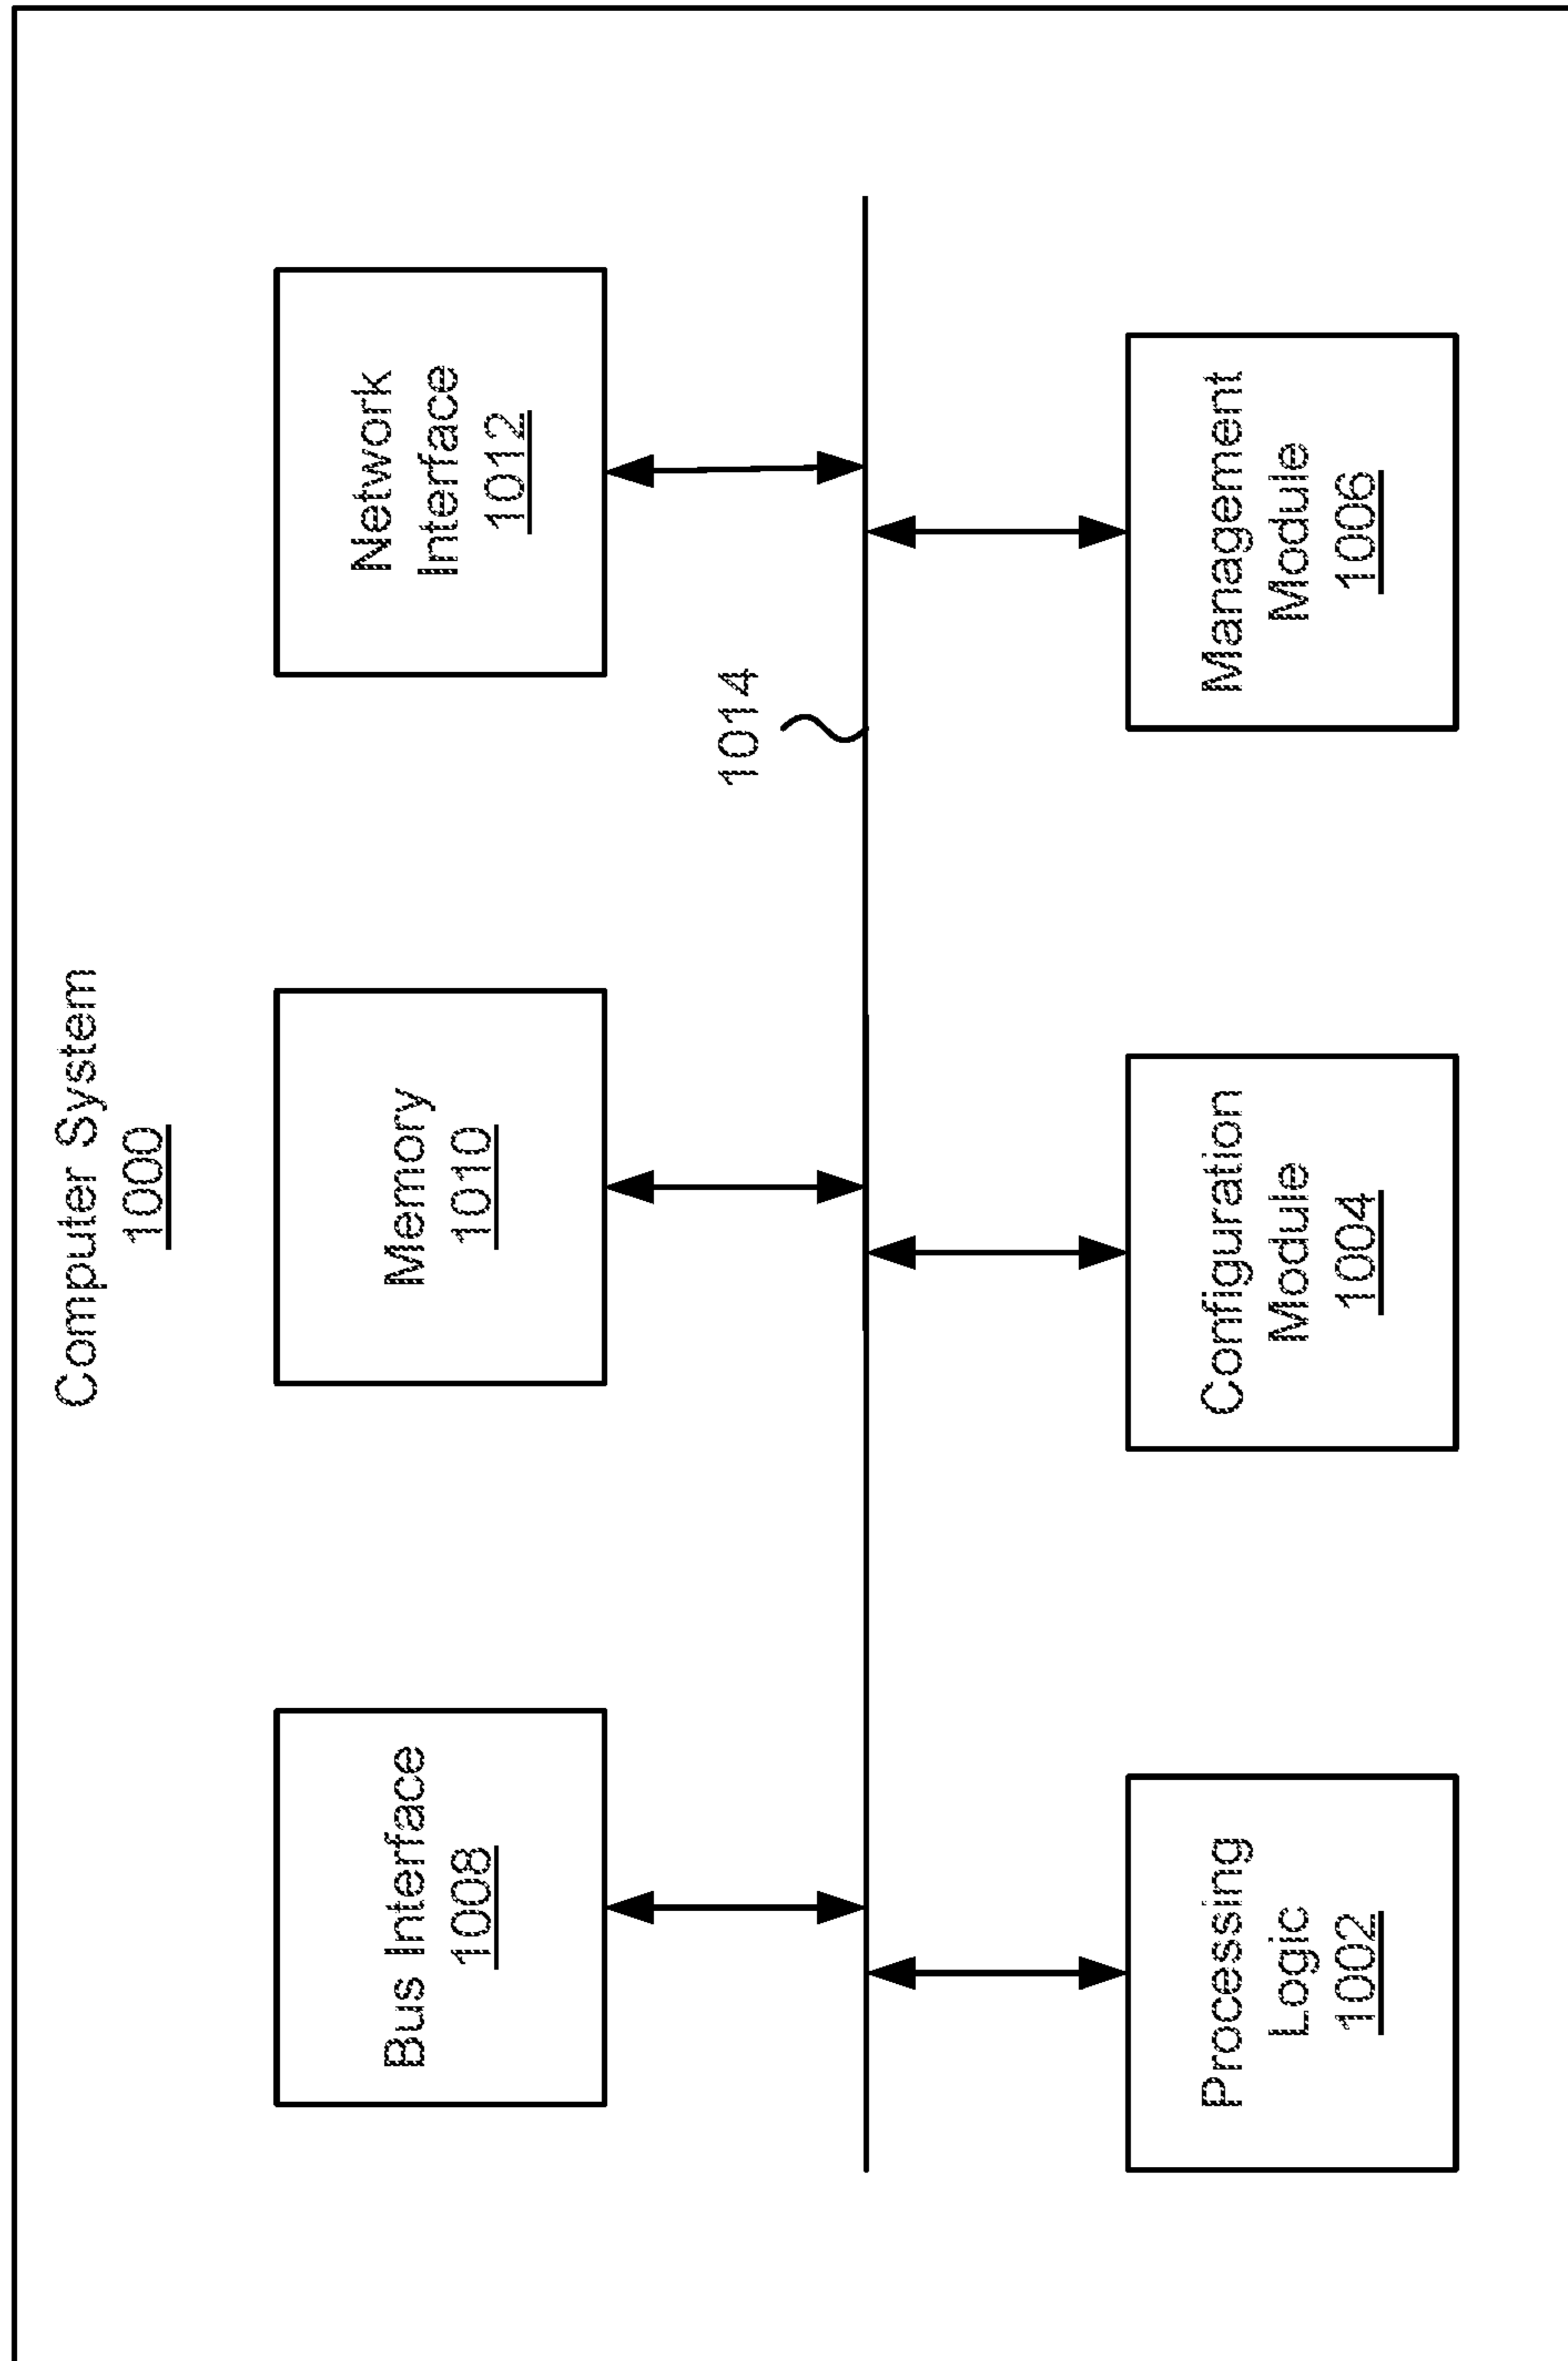 Computer System
1000
Bus Interface
1008
Memory
1010
Network
Interface
1012
1014
Processing
Logic
1002
Configuration
Module
1004
Management
Module
1006